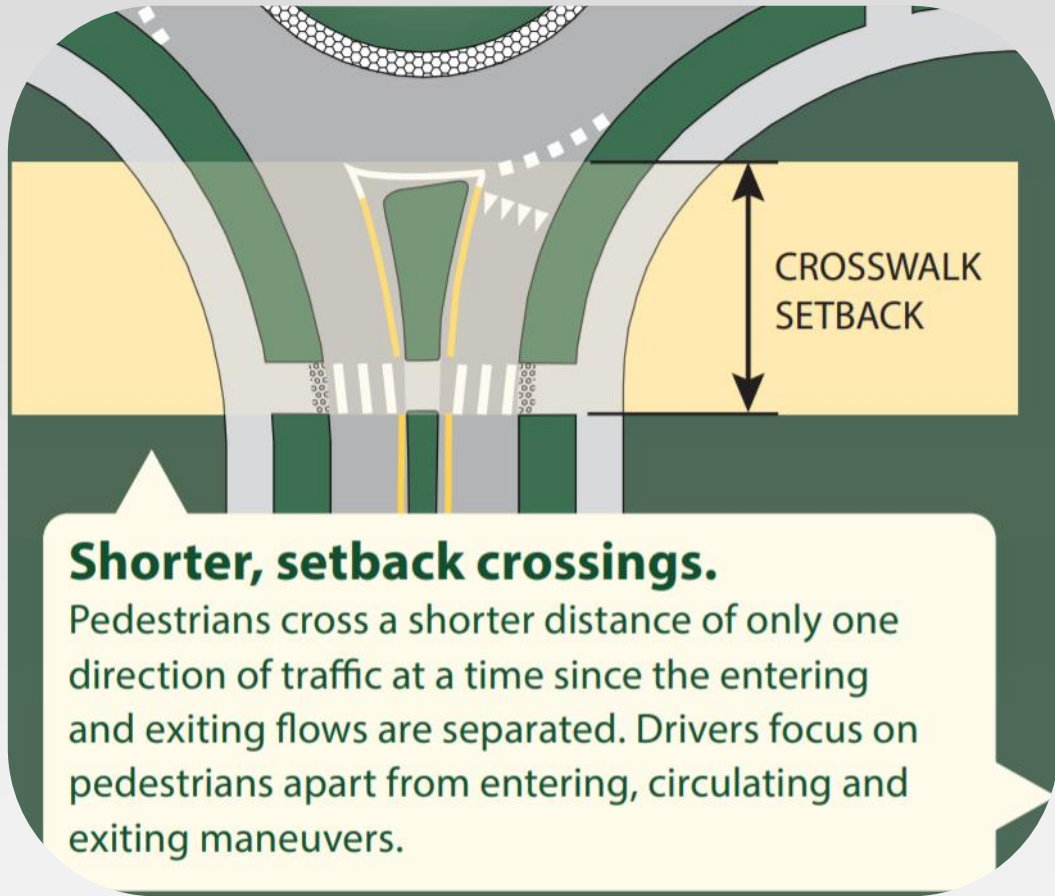 CROSSWALK
SETBACK
Shorter, setback crossings.
Pedestrians cross a shorter distance of only one
direction of traffic at a time since the entering
and exiting flows are separated. Drivers focus on
pedestrians apart from entering, circulating and
exiting maneuvers.